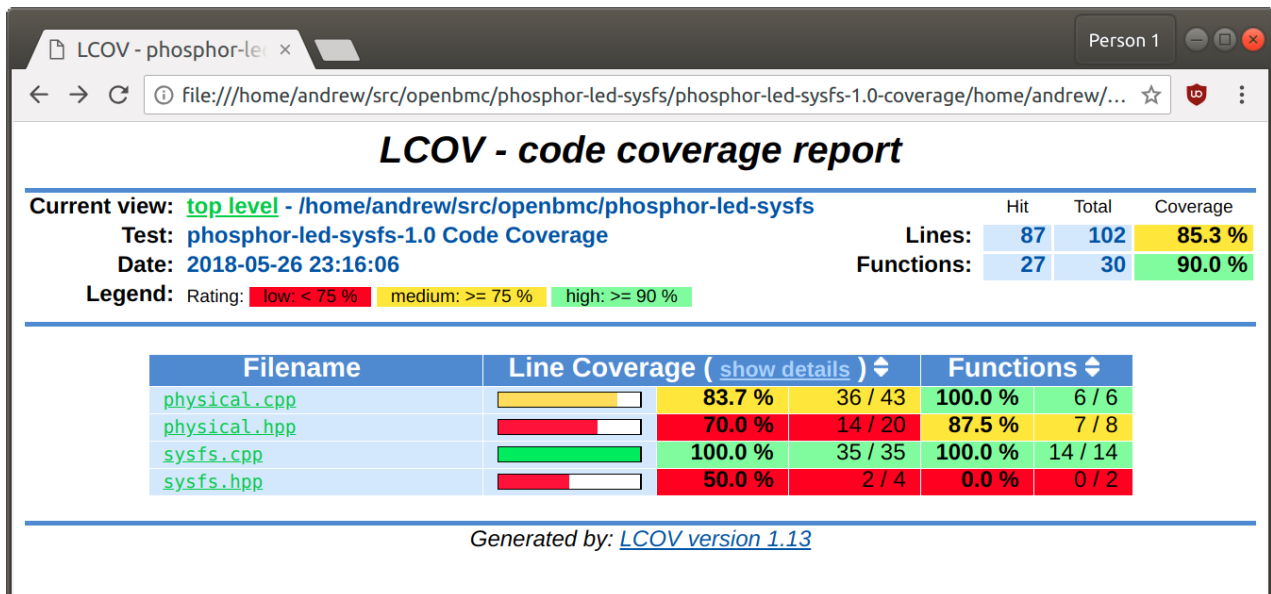 LCOV - phosphor-le
Person 1
file:///home/andrew/src/openbmc/phosphor-led-sysfs/phosphor-led-sysfs-1.0-coverage/home/andrew/...
LCOV - code coverage report
Current view: top level - /home/andrew/src/openbmc/phosphor-led-sysfs Hit Total Coverage
Test: phosphor-led-sysfs-1.0 Code Coverage Lines: 87 102 85.3 %
Date: 2018-05-26 23:16:06 Functions: 27 30 90.0 %
Legend: Rating: low: < 75 % medium: >= 75 % high: >= 90 %
Filename Line Coverage ( show details ) Functions
physical.cpp 83.7 % 36 / 43 100.0 % 6 / 6
physical.hpp 70.0 % 14 / 20 87.5 % 7 / 8
sysfs.cpp 100.0 % 35 / 35 100.0 % 14 / 14
sysfs.hpp 50.0 % 2 / 4 0.0 % 0 / 2
Generated by: LCOV version 1.13